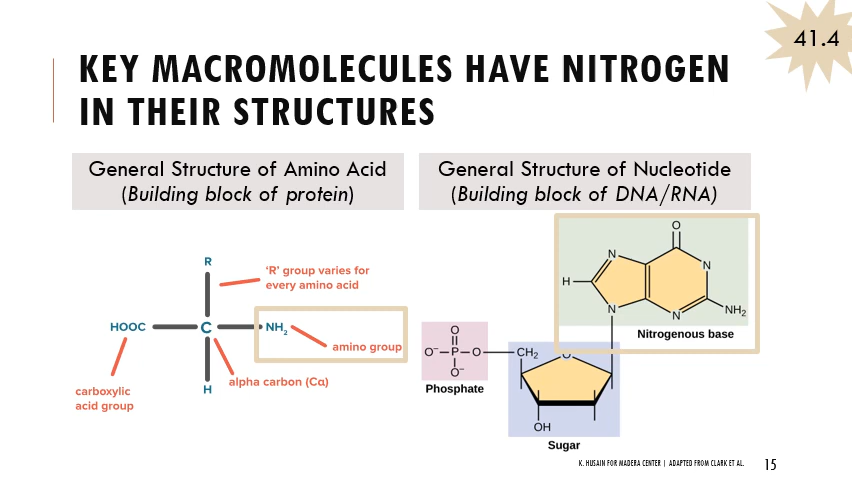 41.4
KEY MACROMOLECULES HAVE NITROGEN
IN THEIR STRUCTURES
General Structure of Amino Acid
(Building block of protein)
General Structure of Nucleotide
(Building block of DNA/RNA)
R
'R' group varies for
every amino acid
HOOC
C
NH2
amino group
carboxylic
acid group
alpha carbon (Cα)
H
O
N
N
H
N
N
NH2
Nitrogenous base
O
O⁻
P
O
O⁻
Phosphate
CH2
O
OH
Sugar
K. HUSAIN FOR MADERA CENTER | ADAPTED FROM CLARK ET AL.
15